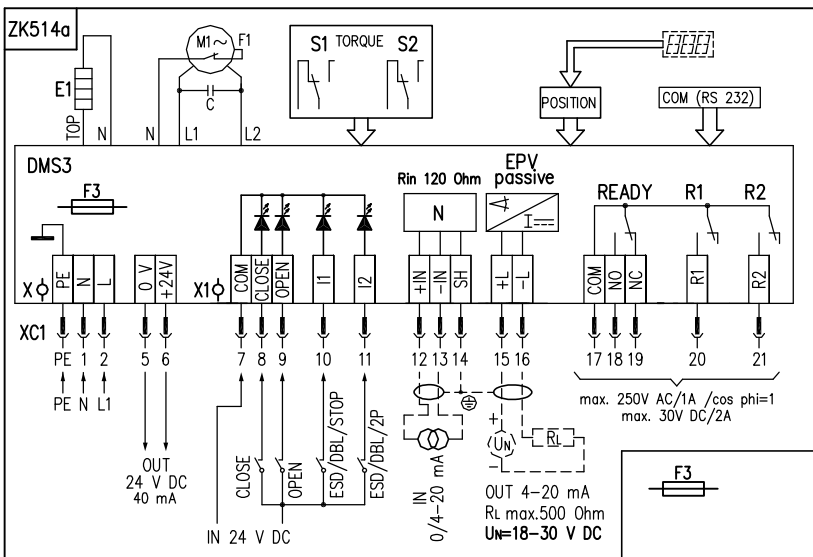 ZK514a
M1~ F1
E1
C
TOP N N L1 L2
S1 TORQUE S2
POSITION
COM (RS 232)
DMS3
F3
Rin 120 Ohm
N
EPV
passive
I
READY R1 R2
X PE N L
0 V +24V
X1 COM CLOSE OPEN I1 I2
+IN -IN SH
+L -L
COM NO NC R1 R2
XC1
PE 1 2 5 6 7 8 9 10 11 12 13 14 15 16 17 18 19 20 21
PE N L1
OUT
24 V DC
40 mA
CLOSE
OPEN
ESD/DBL/STOP
ESD/DBL/2P
IN 24 V DC
IN
0/4-20 mA
+
UN
-
RL
OUT 4-20 mA
RL max.500 Ohm
UN=18-30 V DC
max. 250V AC/1A /cos phi=1
max. 30V DC/2A
F3